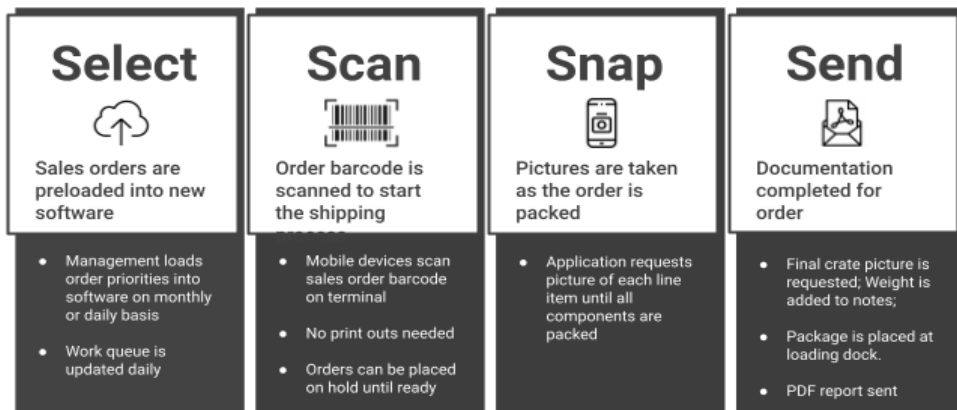 Select
Sales orders are
preloaded into new
software
● Management loads
order priorities into
software on monthly
or daily basis
● Work queue is
updated daily
Scan
Order barcode is
scanned to start
the shipping
● Mobile devices scan
sales order barcode
on terminal
● No print outs needed
● Orders can be placed
on hold until ready
Snap
Pictures are taken
as the order is
packed
● Application requests
picture of each line
item until all
components are
packed
Send
Documentation
completed for
order
● Final crate picture is
requested; Weight is
added to notes;
● Package is placed at
loading dock.
● PDF report sent